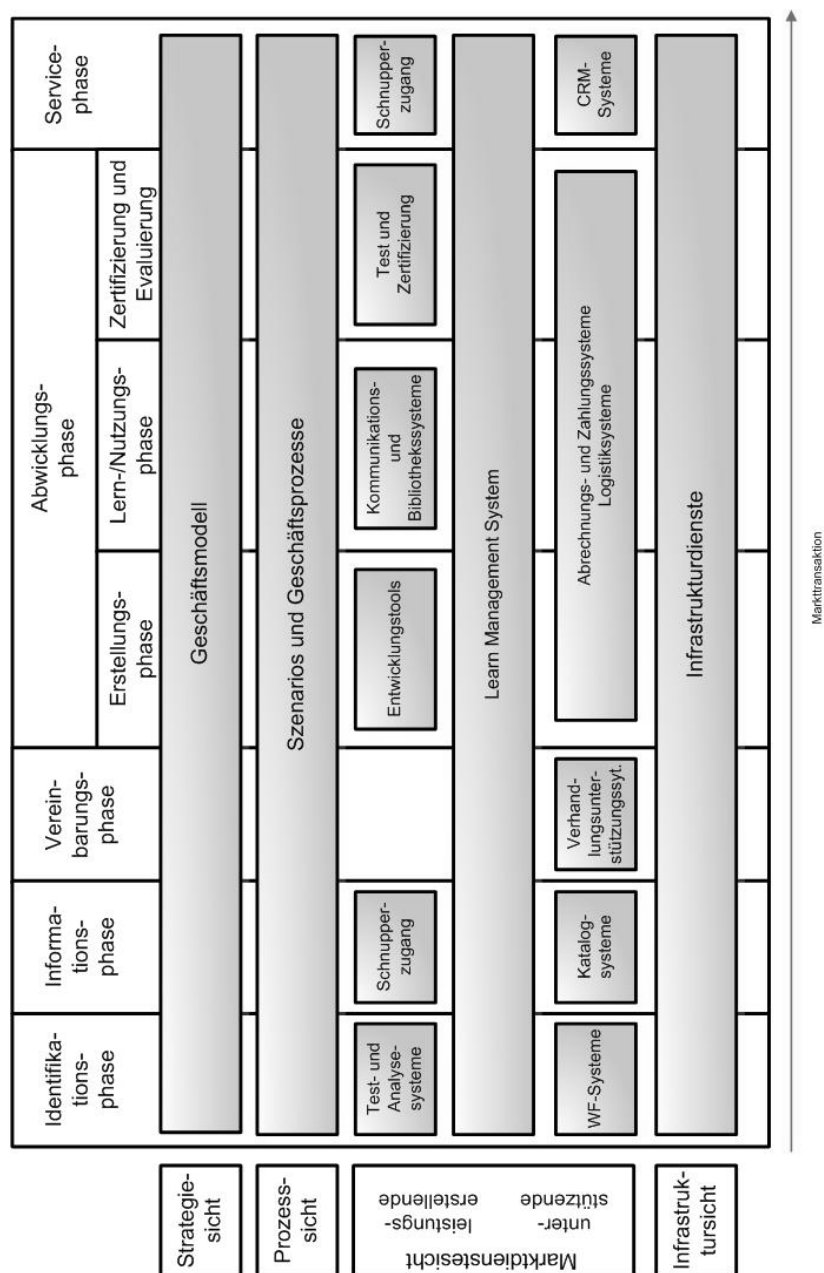 Identifika-
tions-
phase
Informa-
tions-
phase
Verein-
barungs-
phase
Abwicklungs-
phase
Erstellungs-
phase
Lern-/Nutzungs-
phase
Zertifizierung und
Evaluierung
Service-
phase
Strategie-
sicht
Geschäftsmodell
Prozess-
sicht
Szenarios und Geschäftsprozesse
Marktdienstesicht
leistungs-
erstellende
Test- und
Analyse-
systeme
Schnupper-
zugang
Entwicklungstools
Kommunikations-
und
Bibliothekssysteme
Test und
Zertifizierung
Schnupper
zugang
Learn Management System
unter-
stützende
WF-Systeme
Katalog-
systeme
Verhand-
lungsunter-
stützungssyt.
Abrechnungs- und Zahlungssysteme
Logistiksysteme
CRM-
Systeme
Infrastruk-
tursicht
Infrastrukturdienste
Markttransaktion